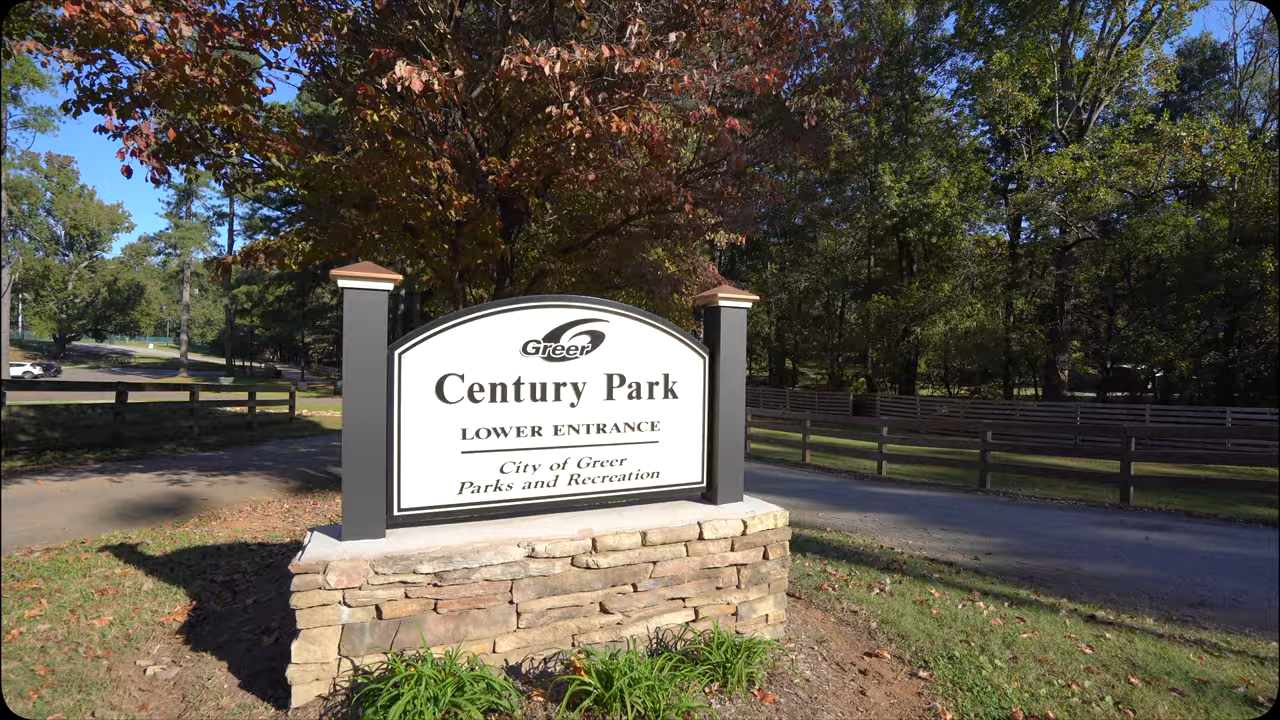 Greer
Century Park
LOWER ENTRANCE
City of Greer
Parks and Recreation